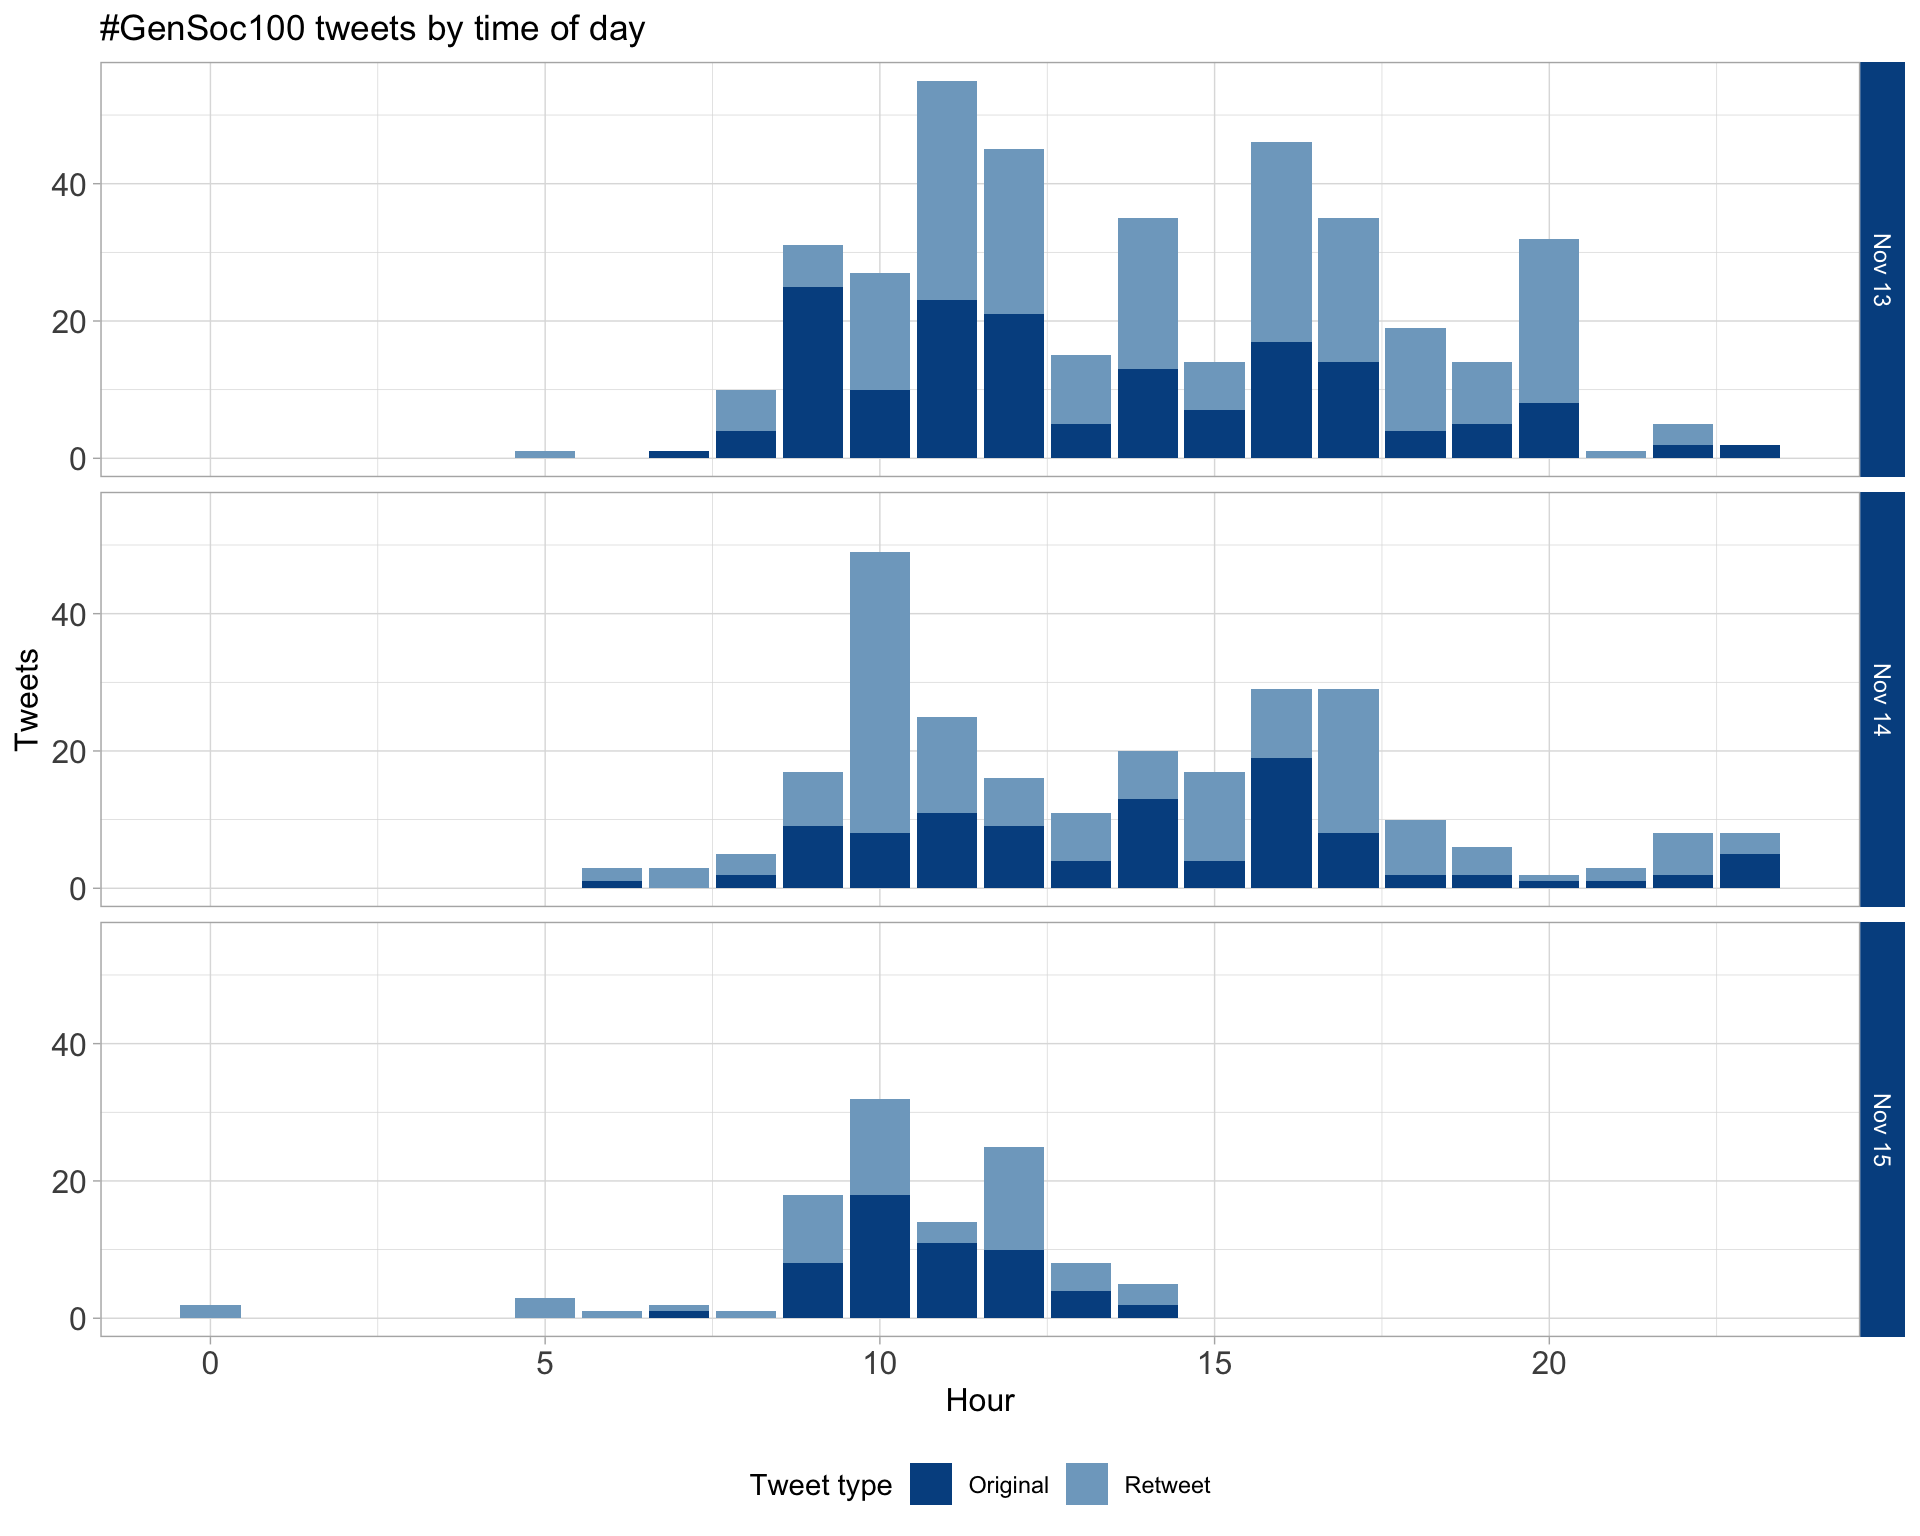 #GenSoc100 tweets by time of day
40
20
0
Nov 13
Tweets
40
20
0
Nov 14
40
20
0
Nov 15
0 5 10 15 20
Hour
Tweet type Original Retweet